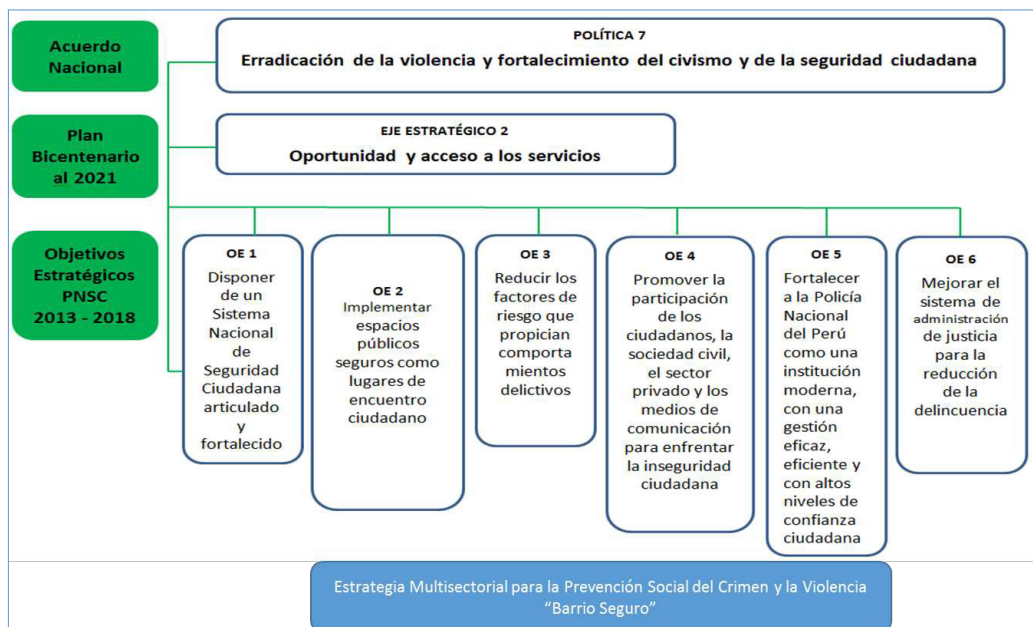 Acuerdo
Nacional
POLÍTICA 7
Erradicación de la violencia y fortalecimiento del civismo y de la seguridad ciudadana
Plan
Bicentenario
al 2021
EJE ESTRATÉGICO 2
Oportunidad y acceso a los servicios
Objetivos
Estratégicos
PNSC
2013 - 2018
OE 1
Disponer
de un
Sistema
Nacional
de
Seguridad
Ciudadana
articulado
y
fortalecido
OE 2
Implementar
espacios
públicos
seguros como
lugares de
encuentro
ciudadano
OE 3
Reducir los
factores de
riesgo que
propician
comporta
mientos
delictivos
OE 4
Promover la
participación
de los
ciudadanos, la
sociedad civil,
el sector
privado y los
medios de
comunicación
para enfrentar
la inseguridad
ciudadana
OE 5
Fortalecer
a la Policía
Nacional
del Perú
como una
institución
moderna,
con una
gestión
eficaz,
eficiente y
con altos
niveles de
confianza
ciudadana
OE 6
Mejorar el
sistema de
administración
de justicia
para la
reducción
de la
delincuencia
Estrategia Multisectorial para la Prevención Social del Crimen y la Violencia
“Barrio Seguro”